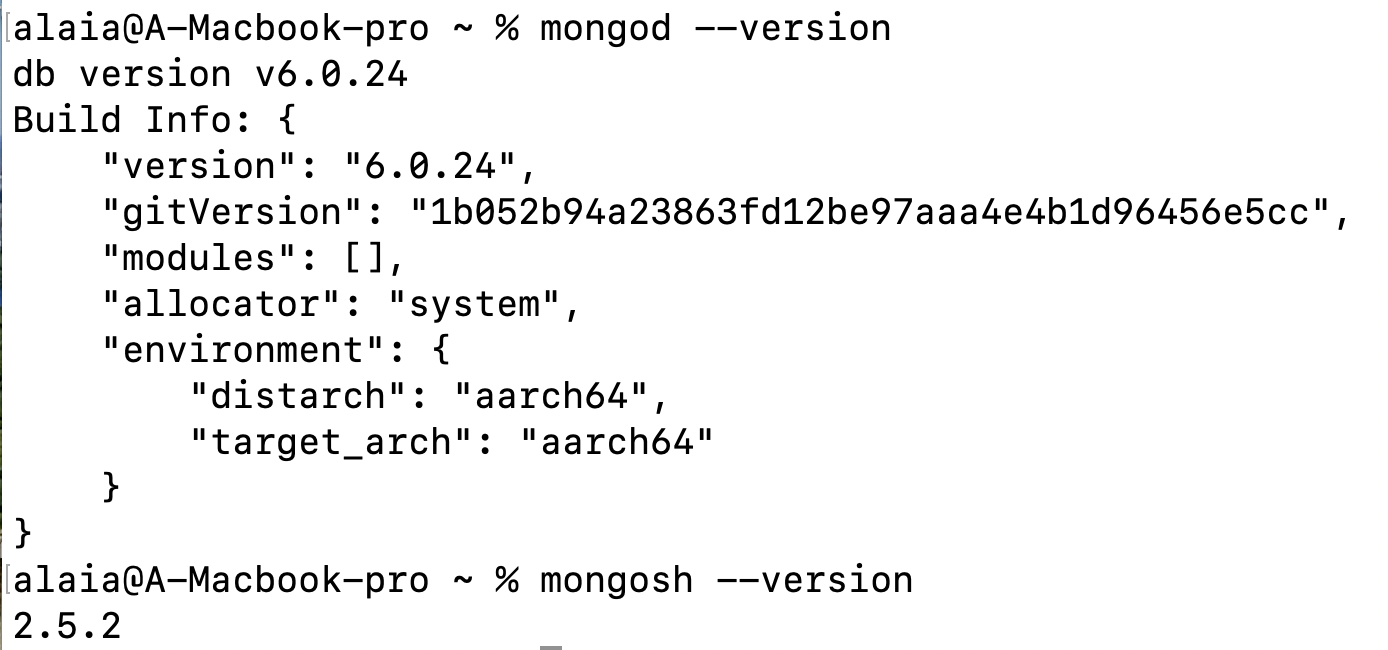 [alaia@A-Macbook-pro ~ % mongod --version
db version v6.0.24
Build Info: {
    "version": "6.0.24",
    "gitVersion": "1b052b94a23863fd12be97aaa4e4b1d96456e5cc",
    "modules": [],
    "allocator": "system",
    "environment": {
        "distarch": "aarch64",
        "target_arch": "aarch64"
    }
}
[alaia@A-Macbook-pro ~ % mongosh --version
2.5.2